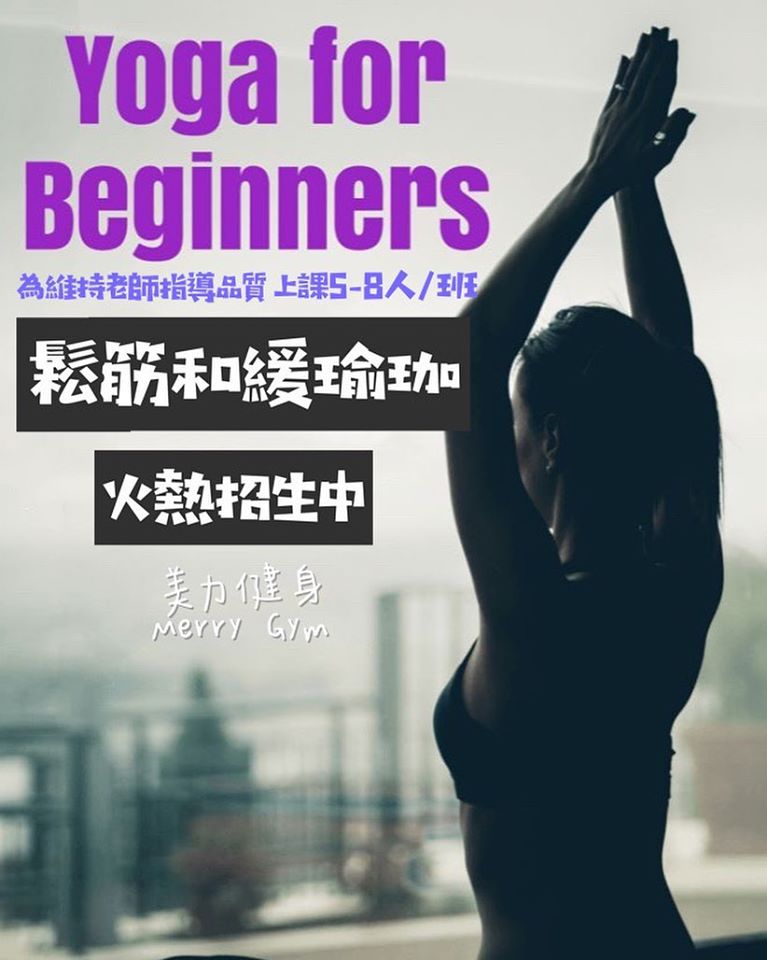 Yoga for
Beginners
為維持老師指導品質 上課5-8人/班
鬆筋和緩瑜珈
火熱招生中
美力健身
merry Gym